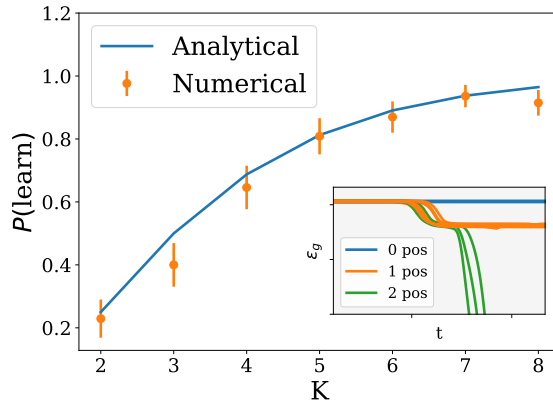 Analytical
Numerical
P(learn)
1.2
1.0
0.8
0.6
0.4
0.2
2
3
4
5
6
7
8
K
ε_g
0 pos
1 pos
2 pos
t